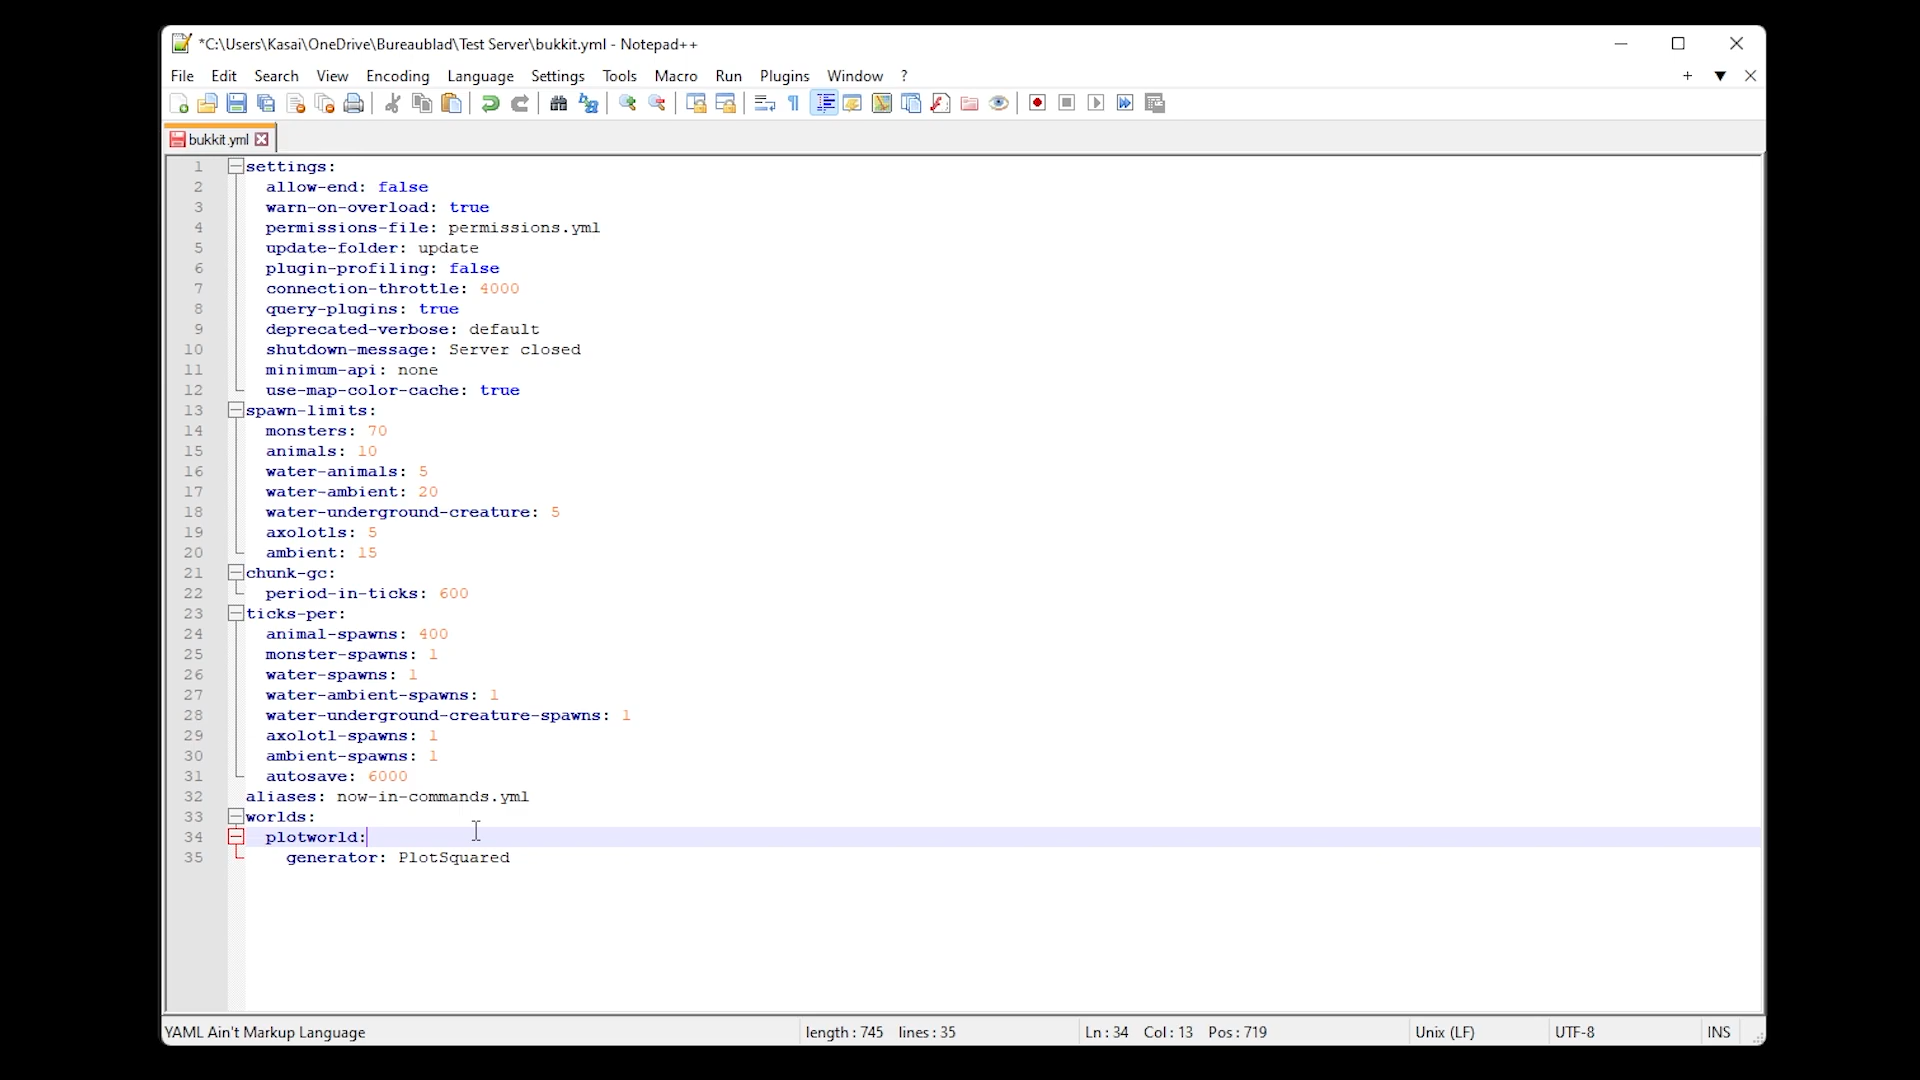 *C:\Users\Kasai\OneDrive\Bureaublad\Test Server\bukkit.yml - Notepad++
File Edit Search View Encoding Language Settings Tools Macro Run Plugins Window ?
bukkit.yml
1 settings:
2 allow-end: false
3 warn-on-overload: true
4 permissions-file: permissions.yml
5 update-folder: update
6 plugin-profiling: false
7 connection-throttle: 4000
8 query-plugins: true
9 deprecated-verbose: default
10 shutdown-message: Server closed
11 minimum-api: none
12 use-map-color-cache: true
13 spawn-limits:
14 monsters: 70
15 animals: 10
16 water-animals: 5
17 water-ambient: 20
18 water-underground-creature: 5
19 axolotls: 5
20 ambient: 15
21 chunk-gc:
22 period-in-ticks: 600
23 ticks-per:
24 animal-spawns: 400
25 monster-spawns: 1
26 water-spawns: 1
27 water-ambient-spawns: 1
28 water-underground-creature-spawns: 1
29 axolotl-spawns: 1
30 ambient-spawns: 1
31 autosave: 6000
32 aliases: now-in-commands.yml
33 worlds:
34 plotworld:
35 generator: PlotSquared
YAML Ain't Markup Language length : 745 lines : 35 Ln : 34 Col : 13 Pos : 719 Unix (LF) UTF-8 INS